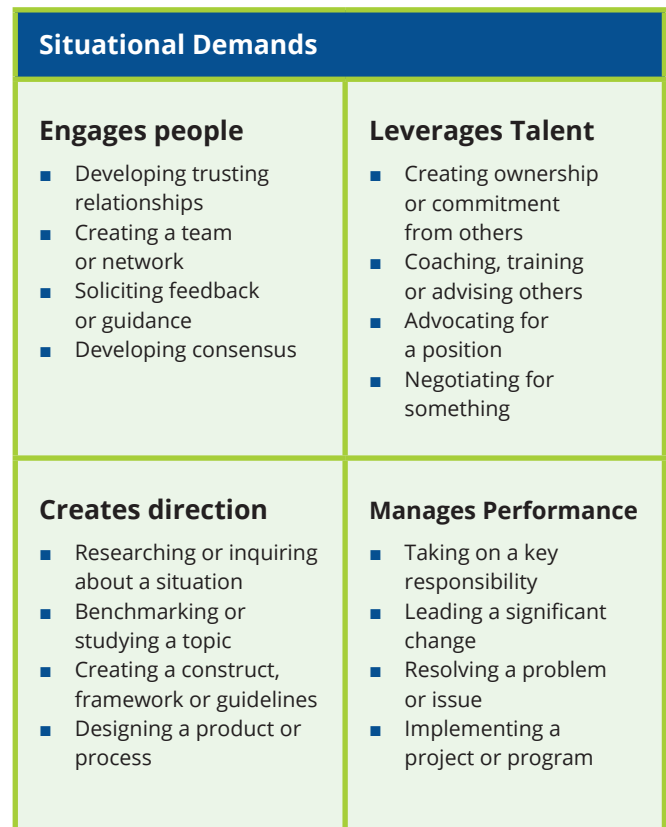 Situational Demands
Engages people
■ Developing trusting
relationships
■ Creating a team
or network
■ Soliciting feedback
or guidance
■ Developing consensus
Leverages Talent
■ Creating ownership
or commitment
from others
■ Coaching, training
or advising others
■ Advocating for
a position
■ Negotiating for
something
Creates direction
■ Researching or inquiring
about a situation
■ Benchmarking or
studying a topic
■ Creating a construct,
framework or guidelines
■ Designing a product or
process
Manages Performance
■ Taking on a key
responsibility
■ Leading a significant
change
■ Resolving a problem
or issue
■ Implementing a
project or program